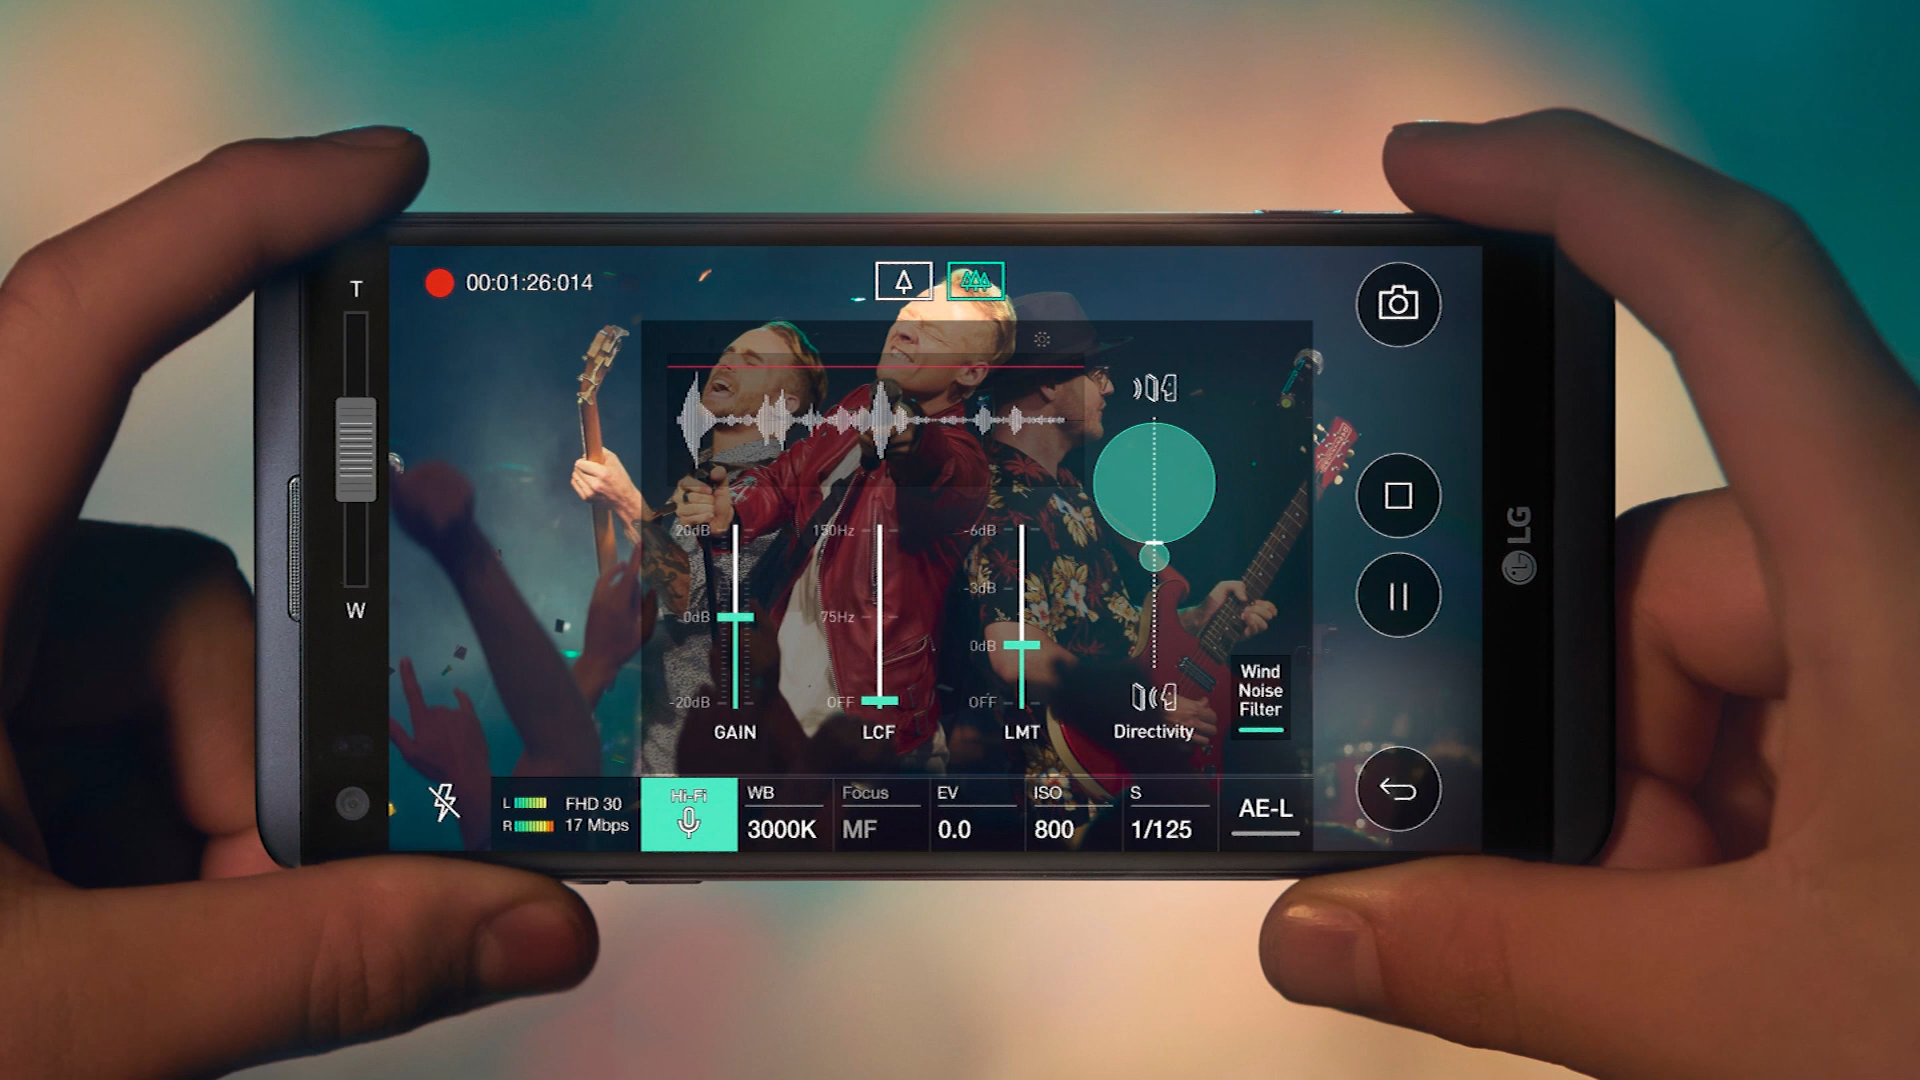 T
00:01:26:014
20dB
0dB
-20dB
GAIN
150Hz
75Hz
OFF
LCF
-6dB
-3dB
0dB
OFF
LMT
Directivity
Wind
Noise
Filter
W
L
R
FHD 30
17 Mbps
Hi-Fi
WB
3000K
Focus
MF
EV
0.0
ISO
800
S
1/125
AE-L
LG